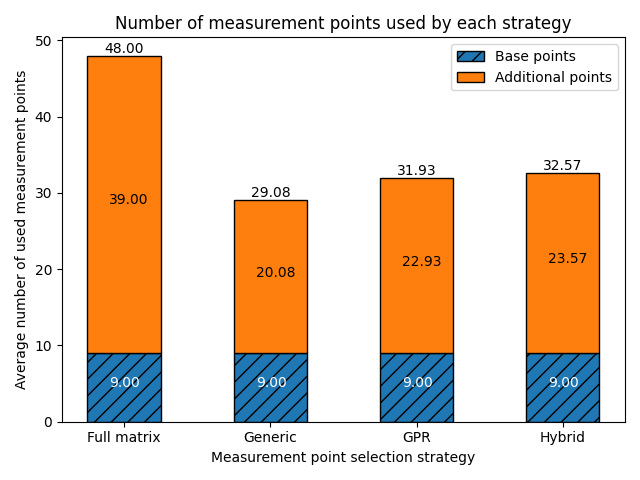 Number of measurement points used by each strategy
Average number of used measurement points
50
40
30
20
10
0
Base points
Additional points
48.00
29.08
31.93
32.57
39.00
20.08
22.93
23.57
9.00
9.00
9.00
9.00
Full matrix
Generic
GPR
Hybrid
Measurement point selection strategy